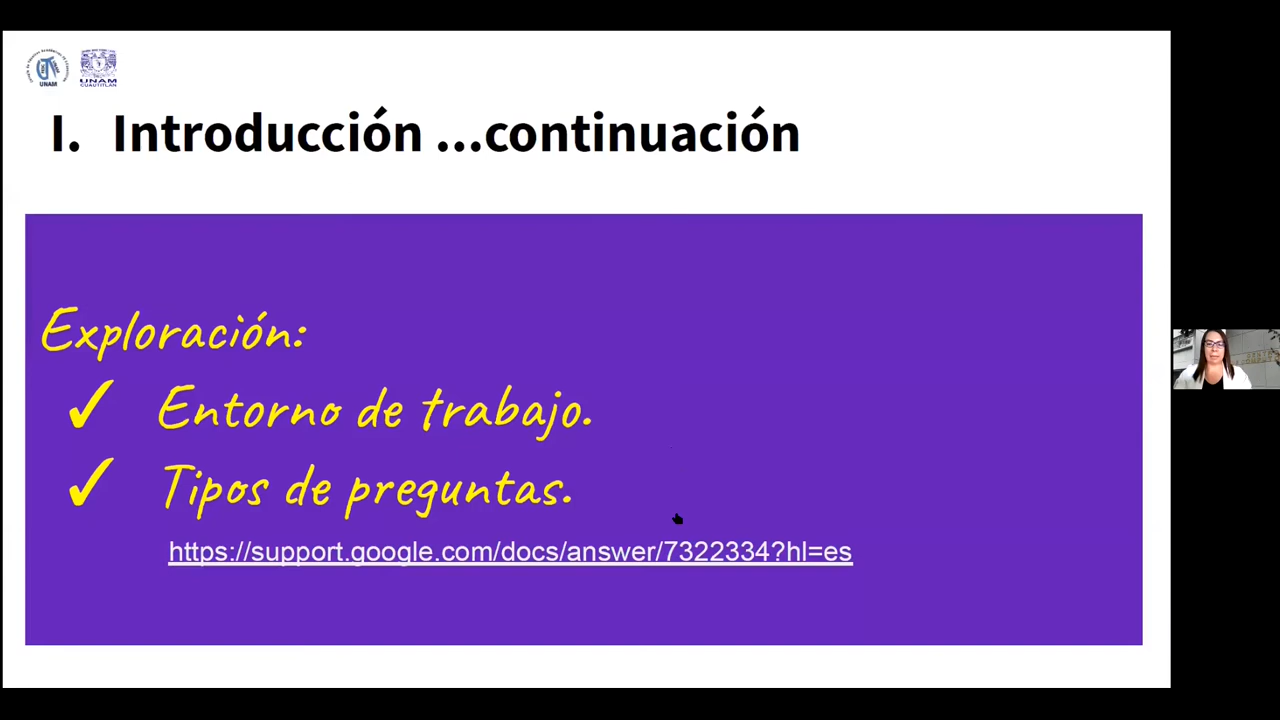 UNAM
UNAM
CUAUTITLÁN
I. Introducción ...continuación
Exploración:
✓ Entorno de trabajo.
✓ Tipos de preguntas.
https://support.google.com/docs/answer/7322334?hl=es